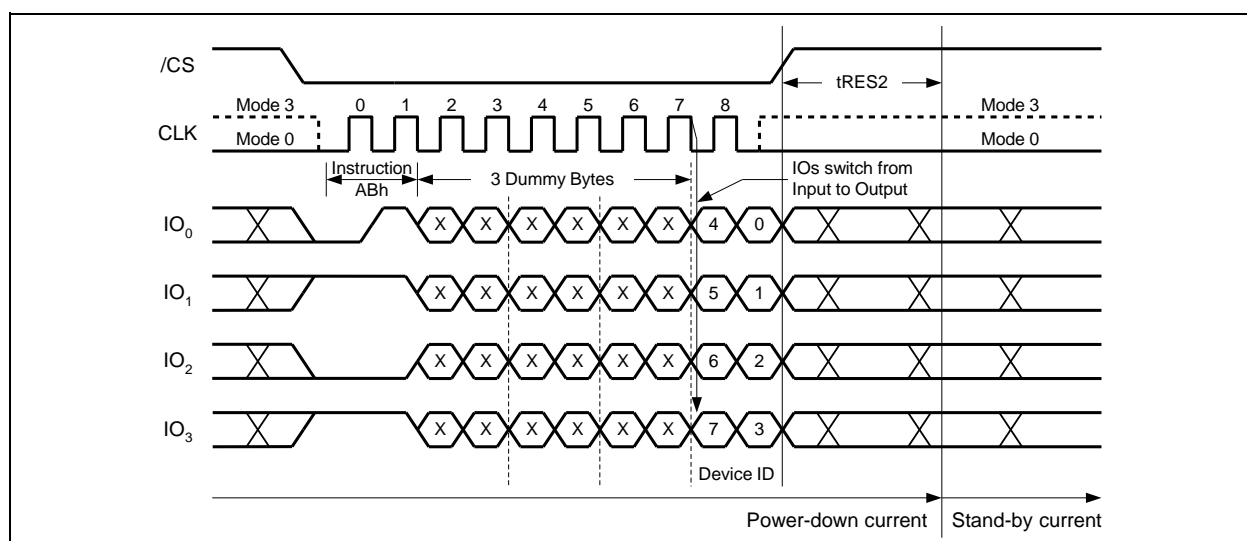 /CS
tRES2
Mode 3 0 1 2 3 4 5 6 7 8 Mode 3
CLK
Mode 0 Mode 0
Instruction
ABh
3 Dummy Bytes
IOs switch from
Input to Output
IO0 X X X X X X 4 0
IO1 X X X X X X 5 1
IO2 X X X X X X 6 2
IO3 X X X X X X 7 3
Device ID
Power-down current Stand-by current